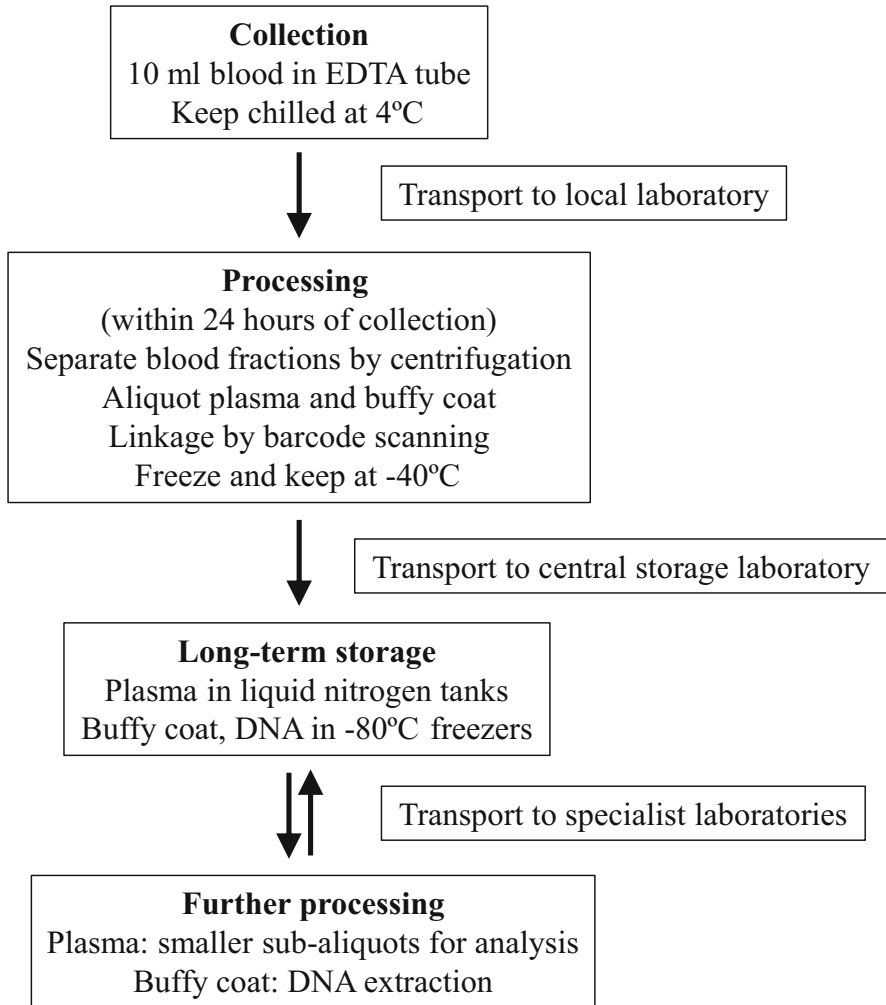 Collection
10 ml blood in EDTA tube
Keep chilled at 4ºC
Transport to local laboratory
Processing
(within 24 hours of collection)
Separate blood fractions by centrifugation
Aliquot plasma and buffy coat
Linkage by barcode scanning
Freeze and keep at -40ºC
Transport to central storage laboratory
Long-term storage
Plasma in liquid nitrogen tanks
Buffy coat, DNA in -80ºC freezers
Transport to specialist laboratories
Further processing
Plasma: smaller sub-aliquots for analysis
Buffy coat: DNA extraction